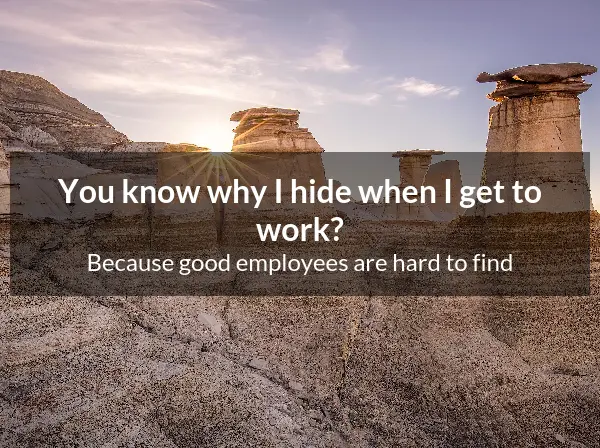 You know why I hide when I get to
work?
Because good employees are hard to find